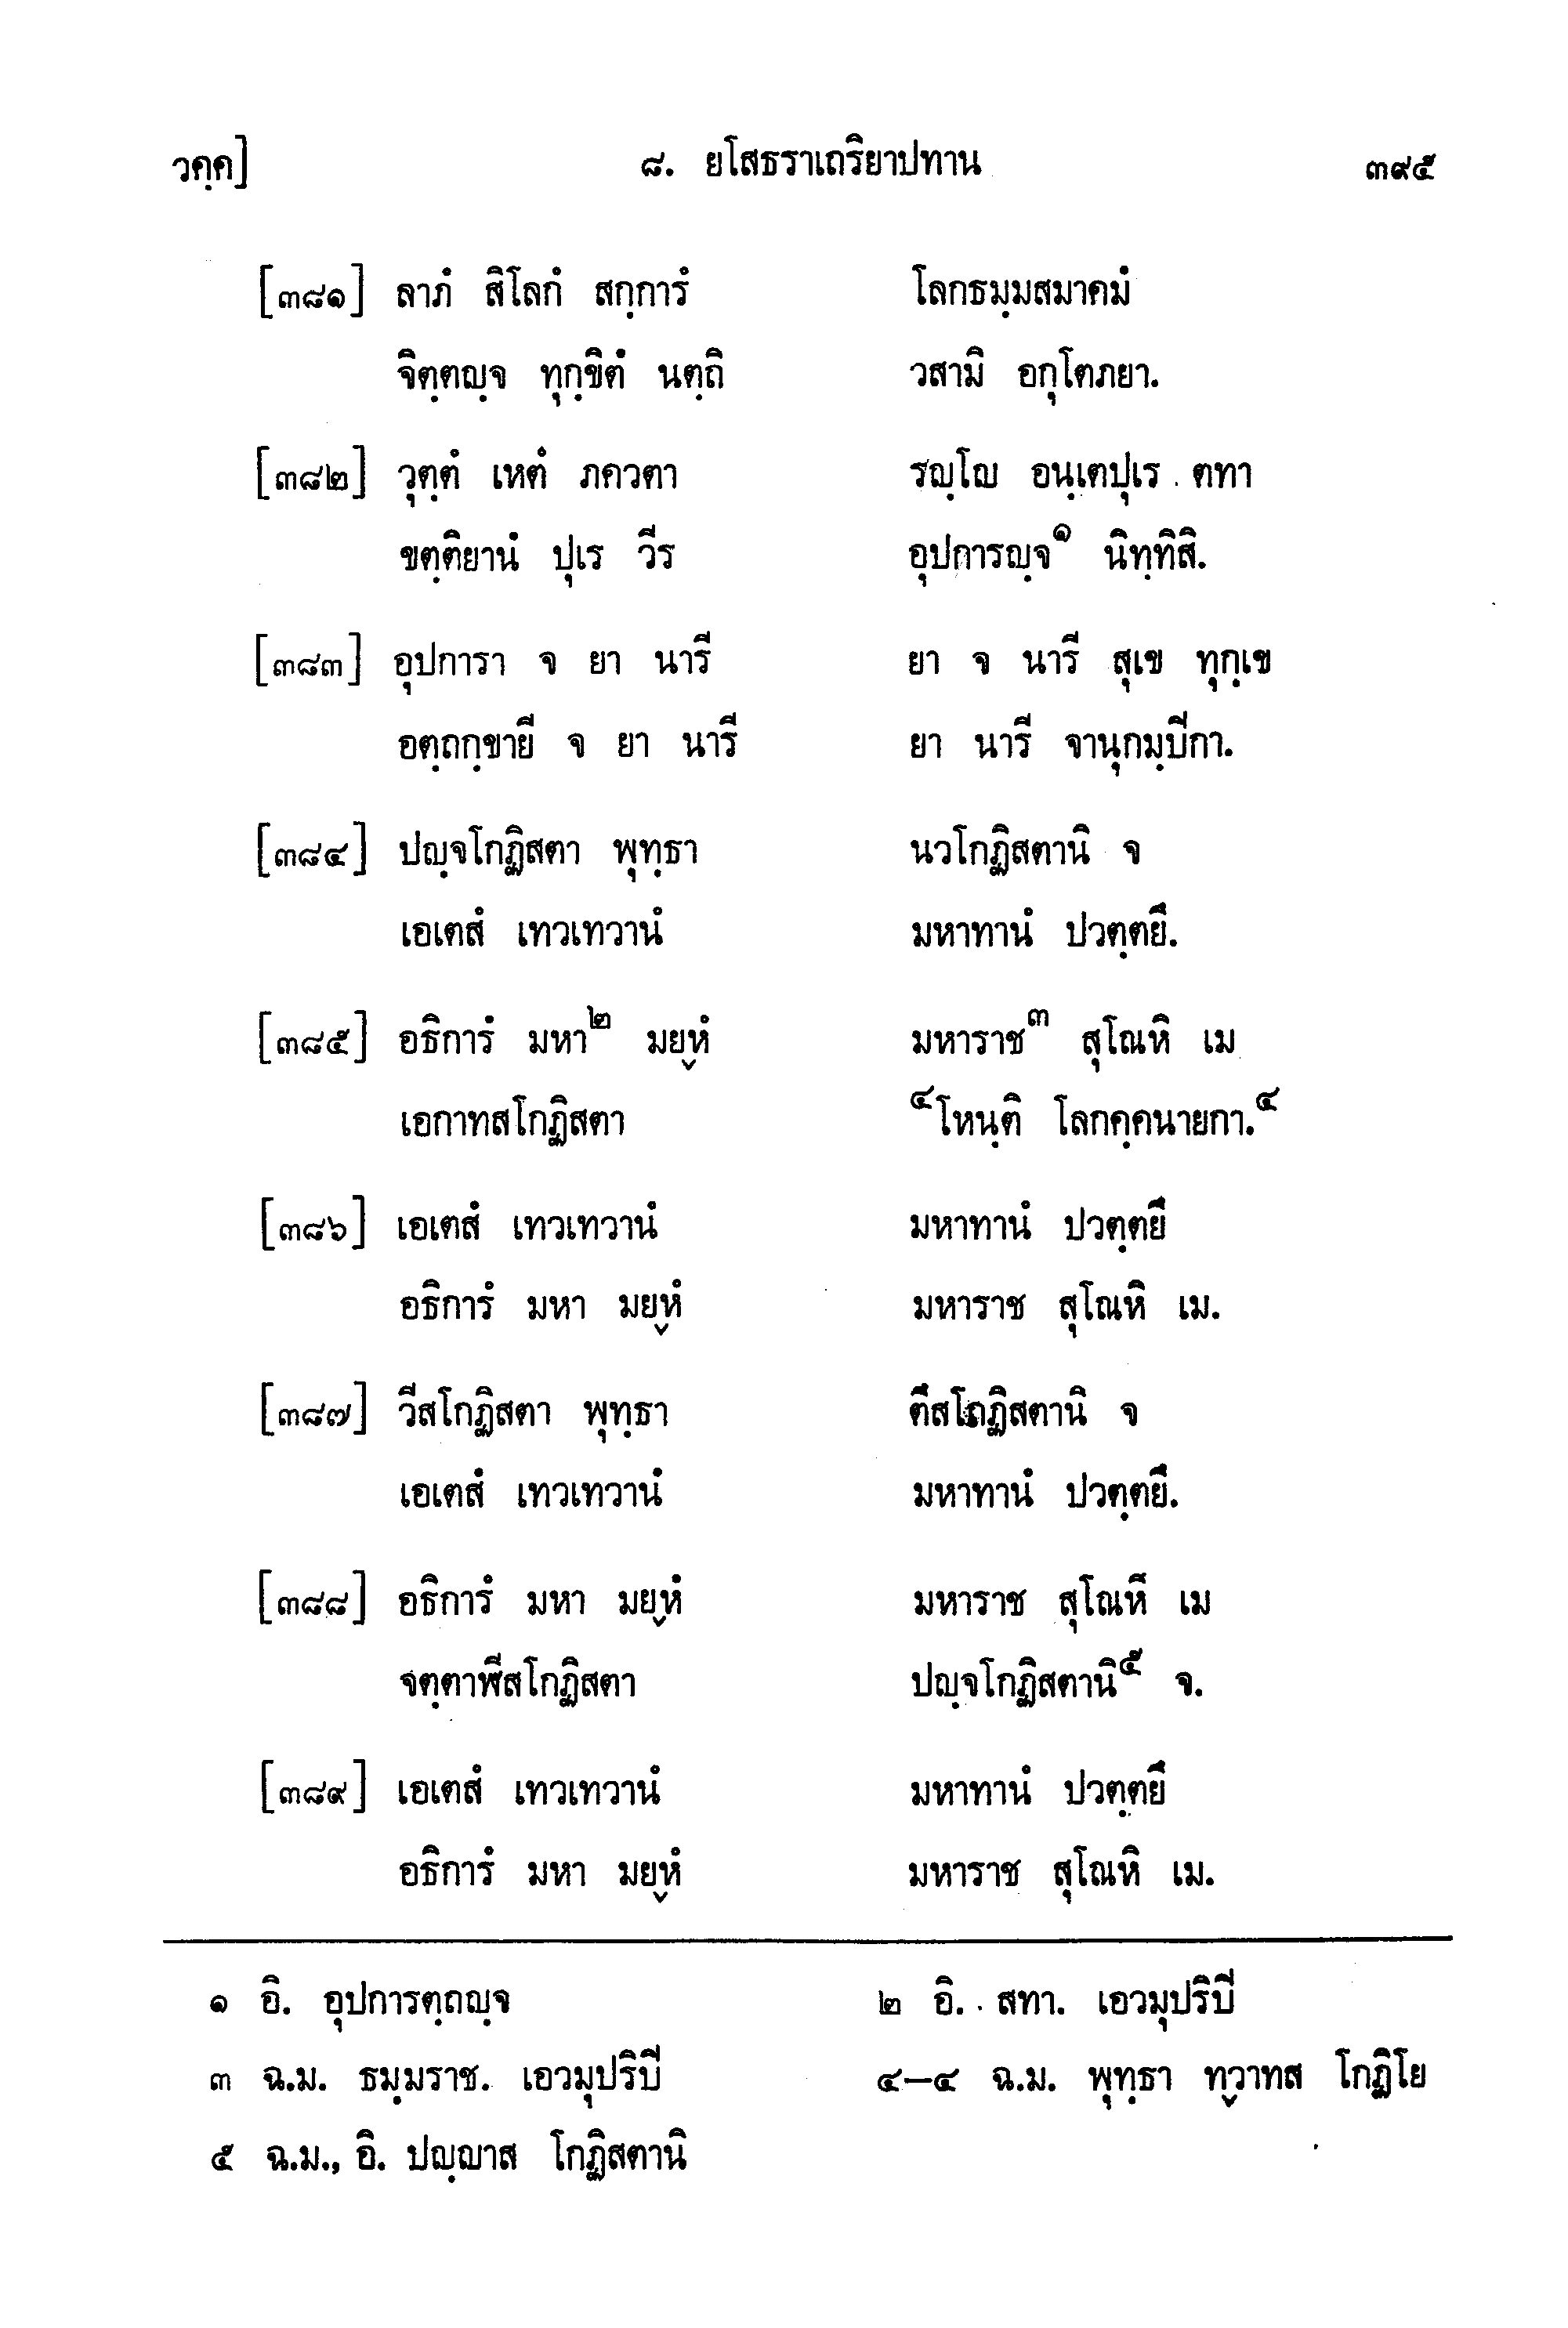 วคฺค] ๘. ยโสธราเถริยาปทาน ๓๙๕
[๓๘๑] ลาภํ สิโลกํ สกฺการํ โลกธมฺมสมาคมํ
จิตฺตญฺจ ทุกฺขิตํ นตฺถิ วสามิ อกุโตภยา.
[๓๘๒] วุตฺตํ เหตํ ภควตา รญฺโญ อนฺเตปุเร ตทา
ขตฺติยานํ ปุเร วีร อุปการญฺจ๑ นิทฺทิสิ.
[๓๘๓] อุปการา จ ยา นารี ยา จ นารี สุเข ทุกฺเข
อตฺถกฺขายี จ ยา นารี ยา นารี จานุกมฺปีกา.
[๓๘๔] ปญฺจโกฏิสตา พุทฺธา นวโกฏิสตานิ จ
เอเตสํ เทวเทวานํ มหาทานํ ปวตฺตยึ.
[๓๘๕] อธิการํ มหา๒ มยฺหํ มหาราช๓ สุโณหิ เม
เอกาทสโกฏิสตา ๔โหนฺติ โลกคฺคนายกา.๔
[๓๘๖] เอเตสํ เทวเทวานํ มหาทานํ ปวตฺตยึ
อธิการํ มหา มยฺหํ มหาราช สุโณหิ เม.
[๓๘๗] วีสโกฏิสตา พุทฺธา ตึสโกฏิสตานิ จ
เอเตสํ เทวเทวานํ มหาทานํ ปวตฺตยึ.
[๓๘๘] อธิการํ มหา มยฺหํ มหาราช สุโณหิ เม
จตฺตาฬีสโกฏิสตา ปญฺจโกฏิสตานิ๕ จ.
[๓๘๙] เอเตสํ เทวเทวานํ มหาทานํ ปวตฺตยึ
อธิการํ มหา มยฺหํ มหาราช สุโณหิ เม.
๑ อิ. อุปการตฺถญฺจ ๒ อิ. สทา. เอวมุปริปี
๓ ฉ.ม. ธมฺมราช. เอวมุปริปี ๔–๔ ฉ.ม. พุทฺธา ทฺวาทส โกฏิโย
๕ ฉ.ม., อิ. ปญฺญาส โกฏิสตานิ